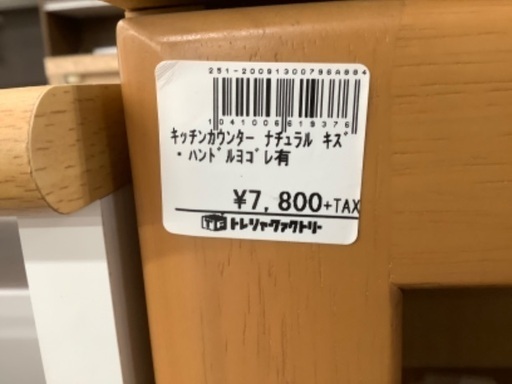 251-20091300796A884
1041006619376
キッチンカウンター ナチュラル キズ
・ハンドルヨゴレ有
¥7,800+TAX
トレジャーファクトリー